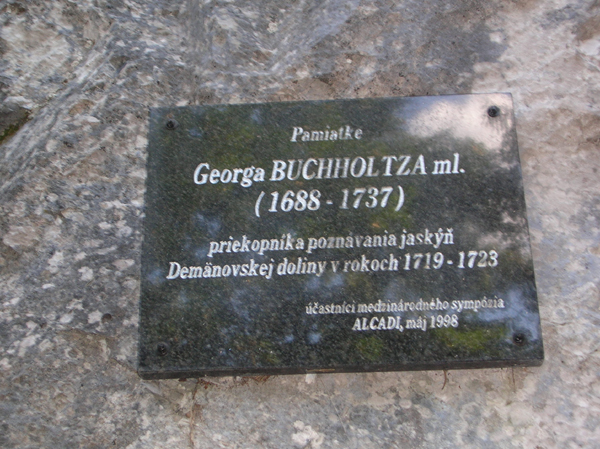 Pamiatke
Georga BUCHHOLTZA ml.
(1688 - 1737)
priekopníka poznávania jaskýň
Demänovskej doliny v rokoch 1719 - 1723
účastníci medzinárodného sympózia
ALCADI, máj 1998